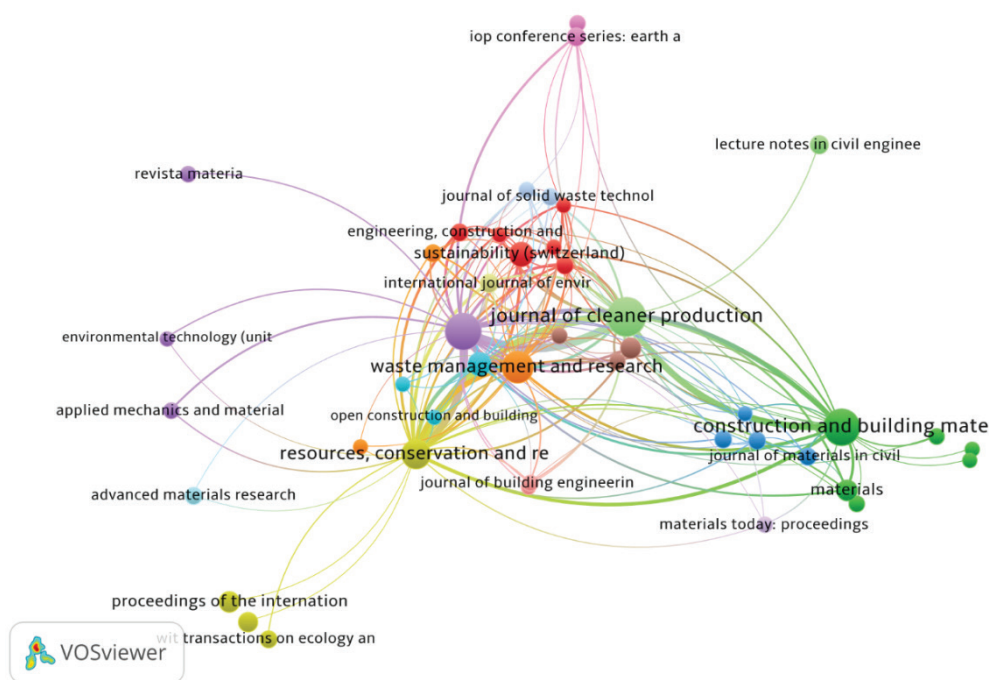 iop conference series: earth a
lecture notes in civil enginee
revista materia
journal of solid waste technol
engineering, construction and
sustainability (switzerland)
international journal of envir
journal of cleaner production
environmental technology (unit
waste management and research
applied mechanics and material
open construction and building
construction and building mate
resources, conservation and re
journal of materials in civil
journal of building engineerin
materials
advanced materials research
materials today: proceedings
proceedings of the internation
wit transactions on ecology an
VOSviewer